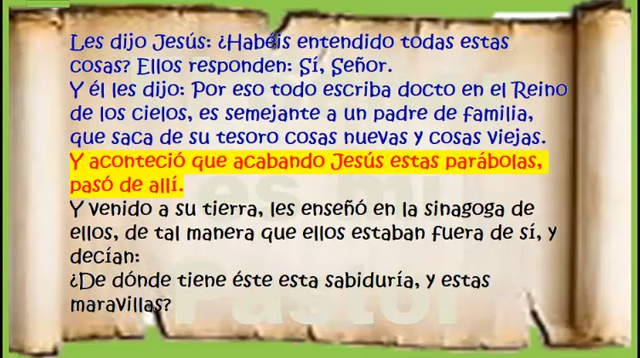 Les dijo Jesús: ¿Habéis entendido todas estas
cosas? Ellos responden: Sí, Señor.
Y él les dijo: Por eso todo escriba docto en el Reino
de los cielos, es semejante a un padre de familia,
que saca de su tesoro cosas nuevas y cosas viejas.
Y aconteció que acabando Jesús estas parábolas,
pasó de allí.
Y venido a su tierra, les enseñó en la sinagoga de
ellos, de tal manera que ellos estaban fuera de sí, y
decían:
¿De dónde tiene éste esta sabiduría, y estas
maravillas?
es mi
Pastor